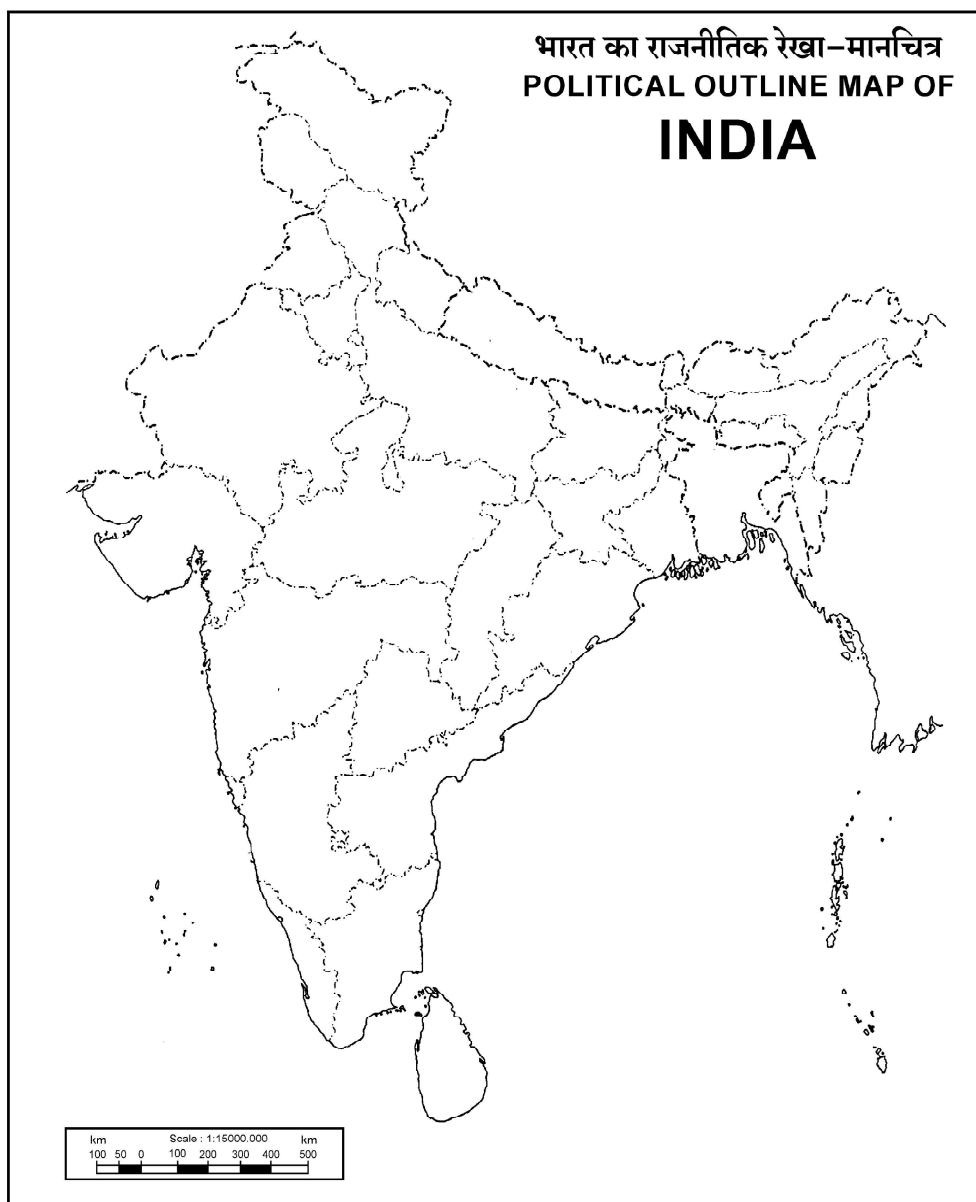 भारत का राजनीतिक रेखा–मानचित्र
POLITICAL OUTLINE MAP OF
INDIA
km Scale : 1:15000.000 km
100 50 0 100 200 300 400 500